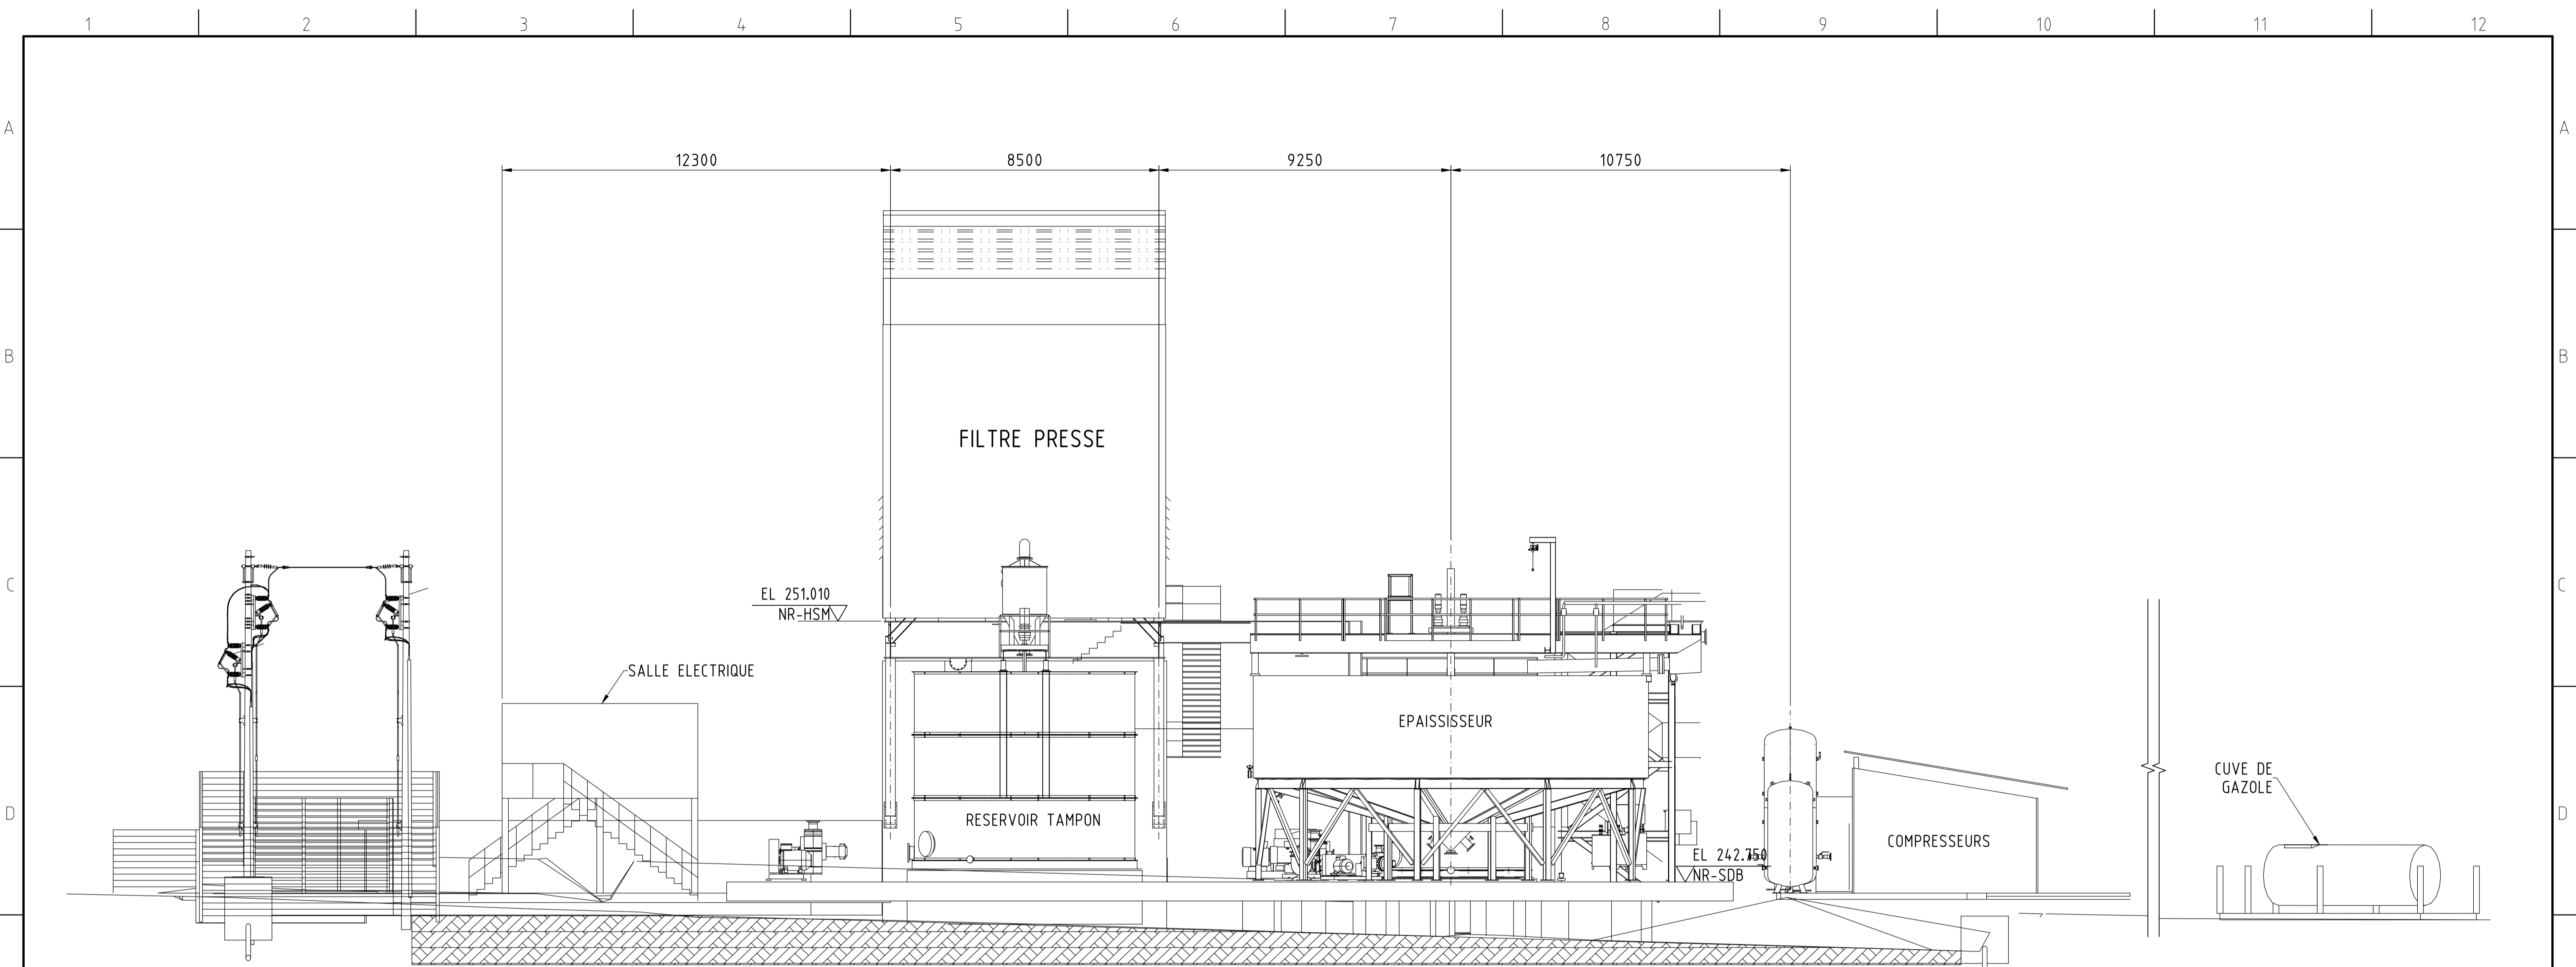 1 2 3 4 5 6 7 8 9 10 11 12
A A
12300 8500 9250 10750
B B
FILTRE PRESSE
C C
EL 251.010
NR-HSM
SALLE ELECTRIQUE
EPAISSISSEUR
CUVE DE
GAZOLE
D D
RESERVOIR TAMPON
COMPRESSEURS
EL 242.750
NR-SDB